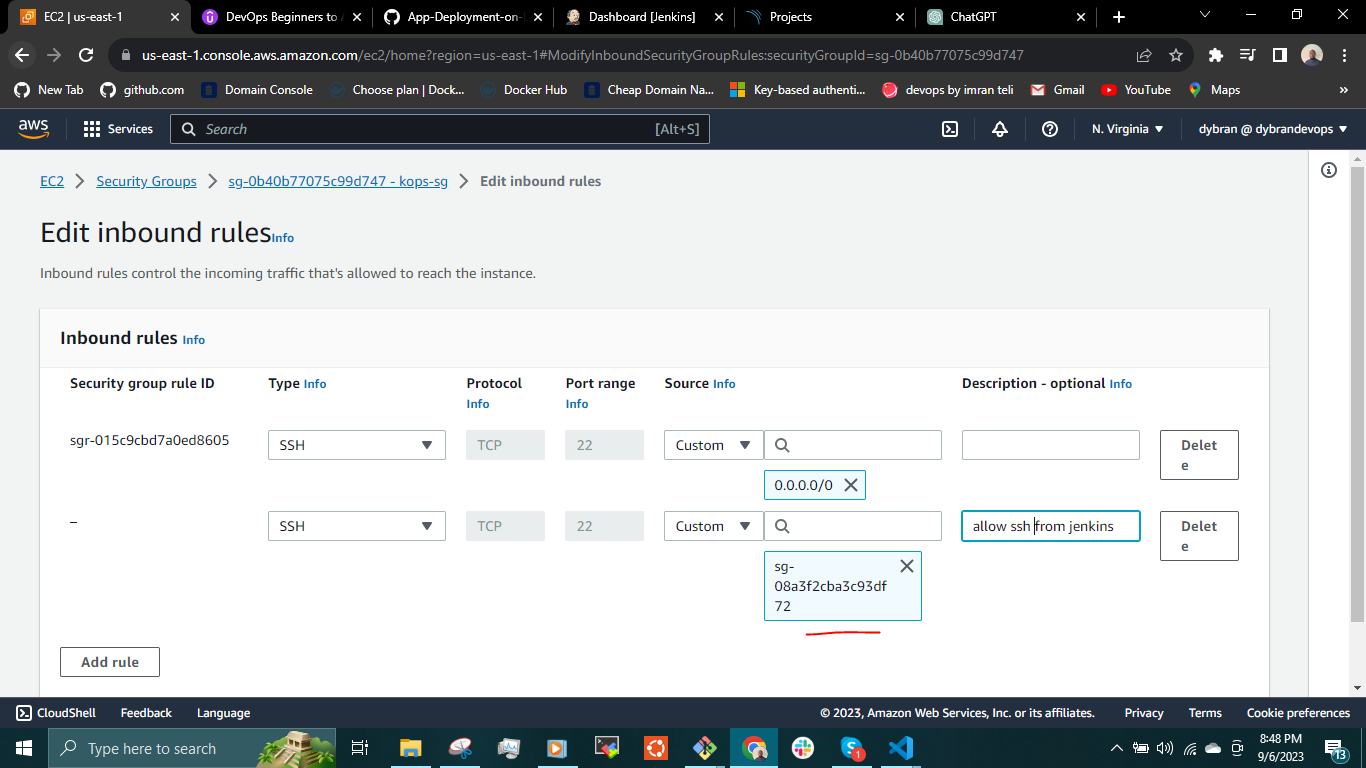 EC2 | us-east-1
DevOps Beginners to A
App-Deployment-on-
Dashboard [Jenkins]
Projects
ChatGPT
us-east-1.console.aws.amazon.com/ec2/home?region=us-east-1#ModifyInboundSecurityGroupRules:securityGroupId=sg-0b40b77075c99d747
New Tab
github.com
Domain Console
Choose plan | Dock...
Docker Hub
Cheap Domain Na...
Key-based authenti...
devops by imran teli
Gmail
YouTube
Maps
»
aws
Services
Search
[Alt+S]
N. Virginia
dybran @ dybrandevops
EC2
Security Groups
sg-0b40b77075c99d747 - kops-sg
Edit inbound rules
Edit inbound rules Info
Inbound rules control the incoming traffic that's allowed to reach the instance.
Inbound rules Info
Security group rule ID
Type Info
Protocol
Info
Port range
Info
Source Info
Description - optional Info
sgr-015c9cbd7a0ed8605
SSH
TCP
22
Custom
0.0.0.0/0
Delet
e
–
SSH
TCP
22
Custom
sg-
08a3f2cba3c93df
72
allow ssh from jenkins
Delet
e
Add rule
CloudShell
Feedback
Language
© 2023, Amazon Web Services, Inc. or its affiliates.
Privacy
Terms
Cookie preferences
Type here to search
1
8:48 PM
9/6/2023
13